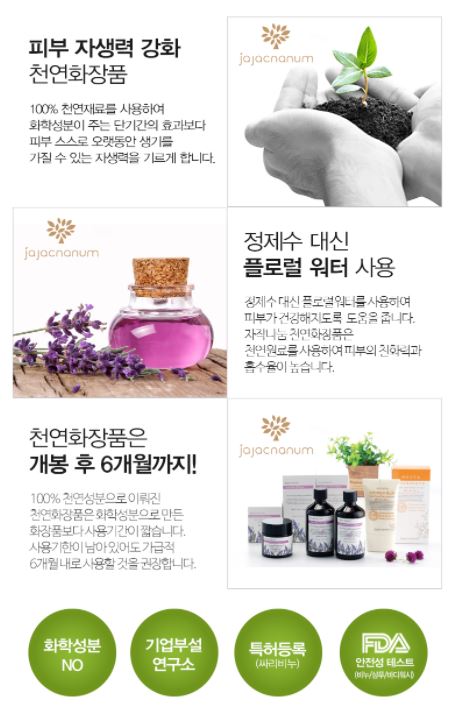 피부 자생력 강화
천연화장품
100% 천연재료를 사용하여
화학성분이 주는 단기간의 효과보다
피부 스스로 오랫동안 생기를
가질 수 있는 자생력을 기르게 합니다.
jajacnanum
jajacnanum
정제수 대신
플로럴 워터 사용
정제수 대신 플로럴워터를 사용하여
피부가 건강해지도록 도움을 줍니다.
자작나눔 천연화장품은
천연원료를 사용하여 피부의 친화력과
흡수율이 높습니다.
천연화장품은
개봉 후 6개월까지!
100% 천연성분으로 이뤄진
천연화장품은 화학성분으로 만든
화장품보다 사용기간이 짧습니다.
사용기한이 남아 있어도 가급적
6개월 내로 사용할 것을 권장합니다.
jajacnanum
화학성분
NO
기업부설
연구소
특허등록
(싸리비누)
FDA
안전성 테스트
(비누/샴푸/바디워시)